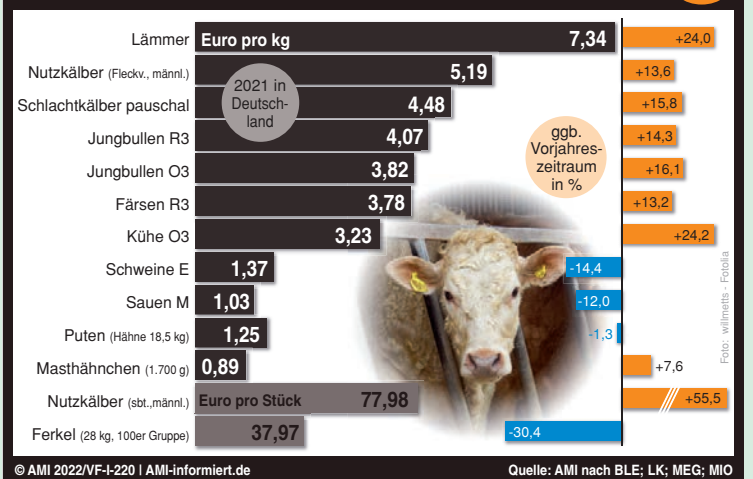 Lämmer Euro pro kg 7,34 +24,0
Nutzkälber (Fleckv., männl.) 5,19 +13,6
2021 in
Deutsch-
land
Schlachtkälber pauschal 4,48 +15,8
Jungbullen R3 4,07 +14,3
ggb.
Vorjahres-
zeitraum
in %
Jungbullen O3 3,82 +16,1
Färsen R3 3,78 +13,2
Kühe O3 3,23 +24,2
Schweine E 1,37 -14,4
Sauen M 1,03 -12,0
Puten (Hähne 18,5 kg) 1,25 -1,3
Masthähnchen (1.700 g) 0,89 +7,6
Nutzkälber (sbt.,männl.) Euro pro Stück 77,98 +55,5
Ferkel (28 kg, 100er Gruppe) 37,97 -30,4
Foto: willmetts - Fotolia
© AMI 2022/VF-I-220 | AMI-informiert.de
Quelle: AMI nach BLE; LK; MEG; MIO